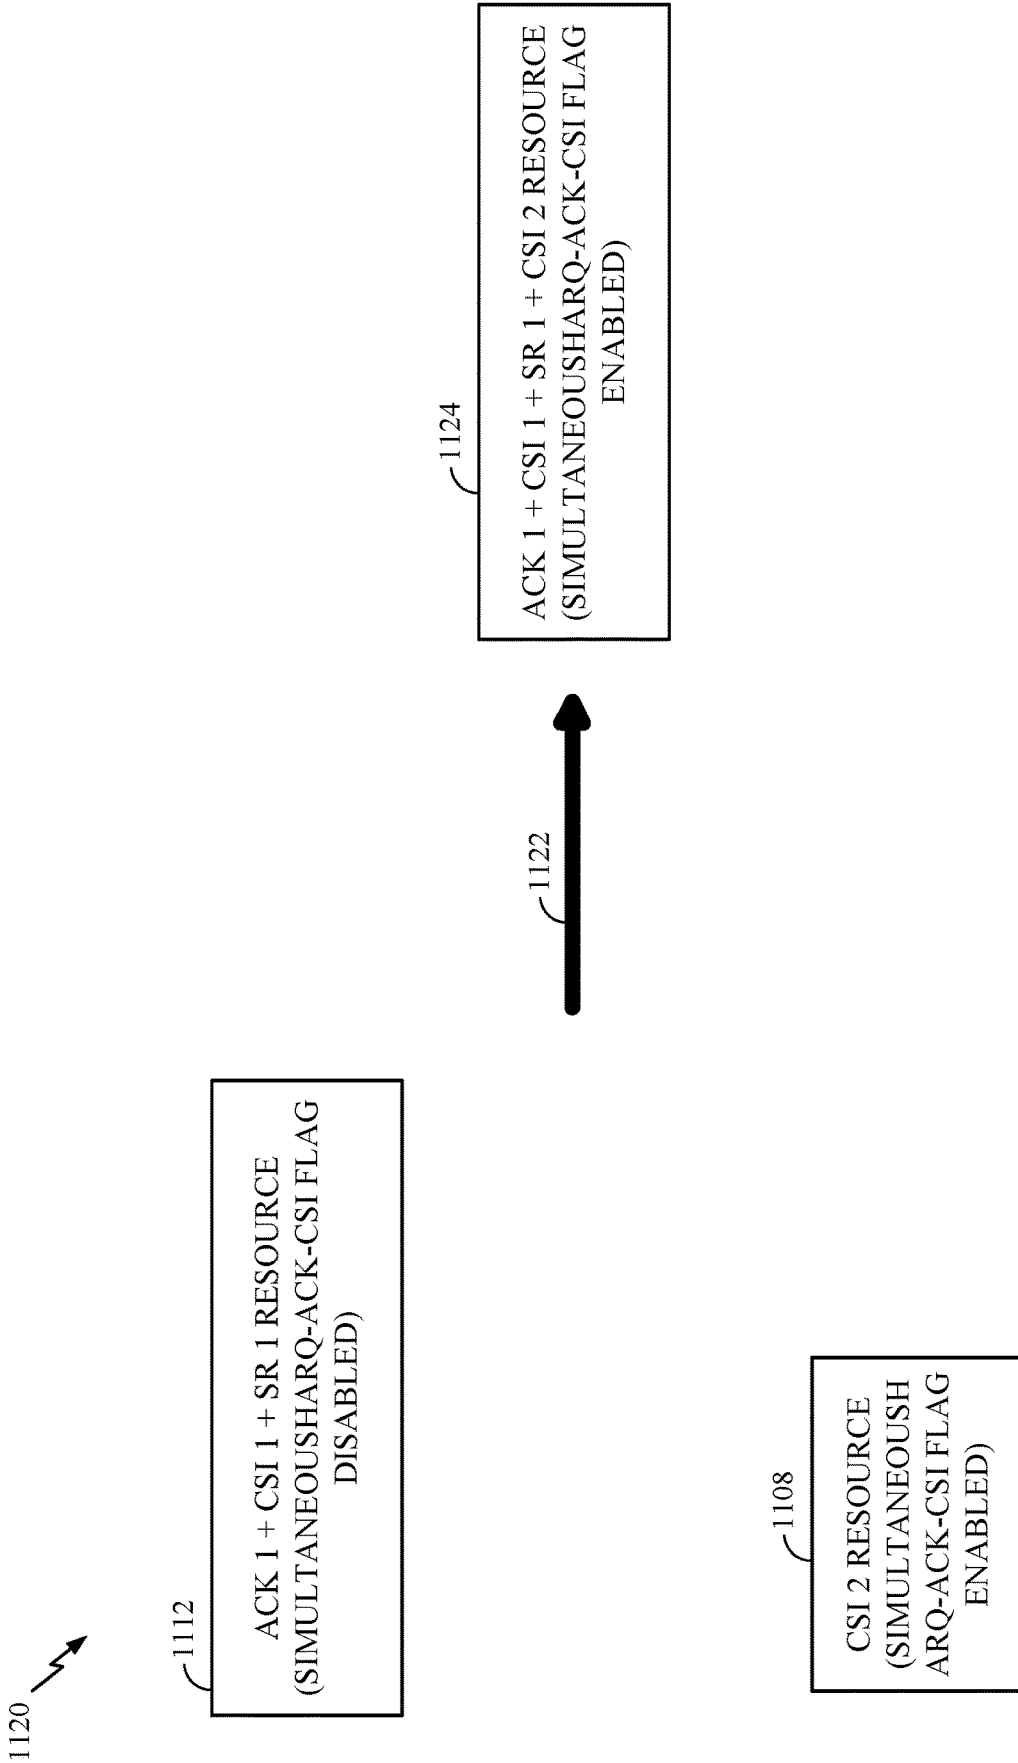 1120
1112
ACK 1 + CSI 1 + SR 1 RESOURCE
(SIMULTANEOUSHARQ-ACK-CSI FLAG
DISABLED)
1108
CSI 2 RESOURCE
(SIMULTANEOUSH
ARQ-ACK-CSI FLAG
ENABLED)
1122
1124
ACK 1 + CSI 1 + SR 1 + CSI 2 RESOURCE
(SIMULTANEOUSHARQ-ACK-CSI FLAG
ENABLED)